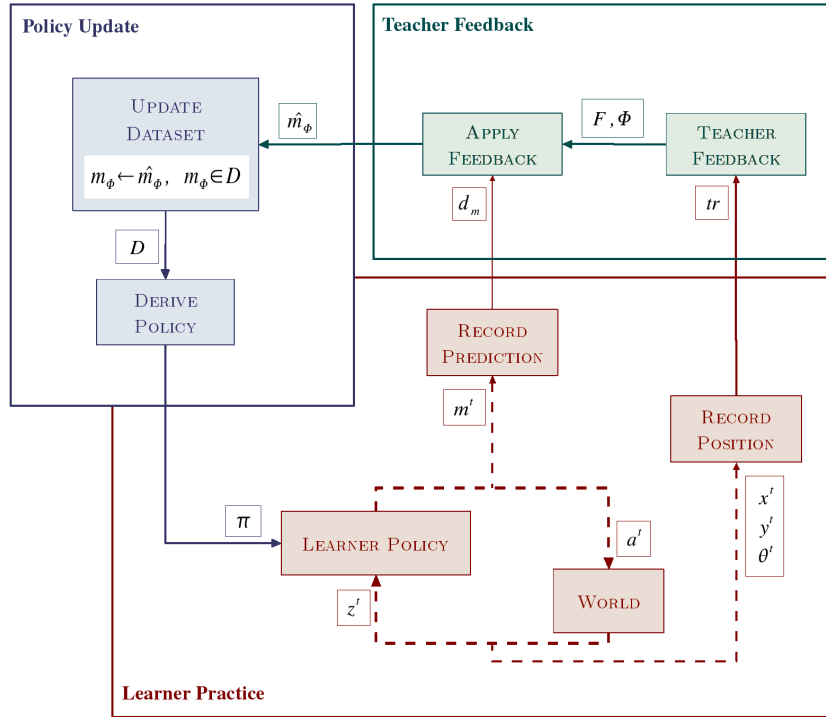 Policy Update
Teacher Feedback
UPDATE
DATASET
m_Φ ← m̂_Φ, m_Φ ∈ D
m̂_Φ
APPLY
FEEDBACK
F , Φ
TEACHER
FEEDBACK
d_m
tr
D
DERIVE
POLICY
RECORD
PREDICTION
m^t
RECORD
POSITION
x^t
y^t
θ^t
π
LEARNER POLICY
a^t
z^t
WORLD
Learner Practice